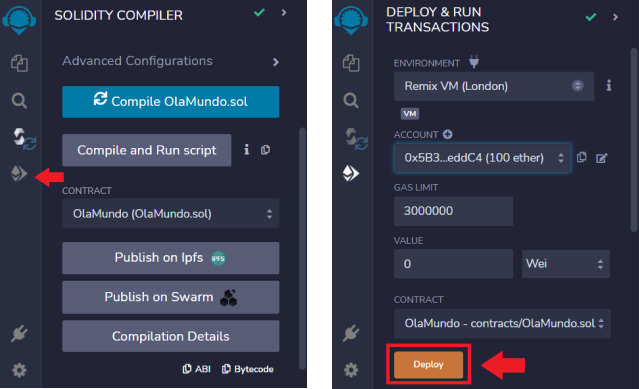 SOLIDITY COMPILER
Advanced Configurations
Compile OlaMundo.sol
Compile and Run script
CONTRACT
OlaMundo (OlaMundo.sol)
Publish on Ipfs
IPFS
Publish on Swarm
Compilation Details
ABI
Bytecode
DEPLOY & RUN
TRANSACTIONS
ENVIRONMENT
Remix VM (London)
VM
ACCOUNT
0x5B3...eddC4 (100 ether)
GAS LIMIT
3000000
VALUE
0
Wei
CONTRACT
OlaMundo - contracts/OlaMundo.sol
Deploy